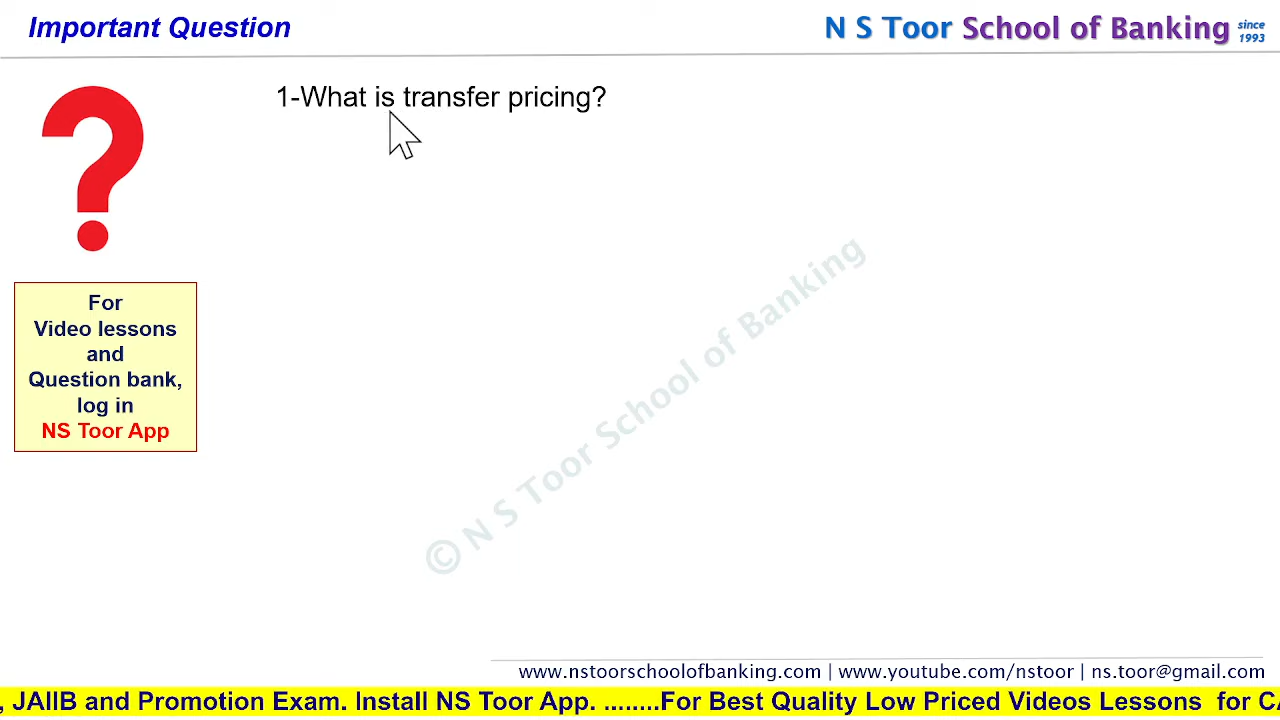 Important Question
N S Toor School of Banking since 1993
1-What is transfer pricing?
For
Video lessons
and
Question bank,
log in
NS Toor App
© N S Toor School of Banking
www.nstoorschoolofbanking.com | www.youtube.com/nstoor | ns.toor@gmail.com
, JAIIB and Promotion Exam. Install NS Toor App. ........For Best Quality Low Priced Videos Lessons for